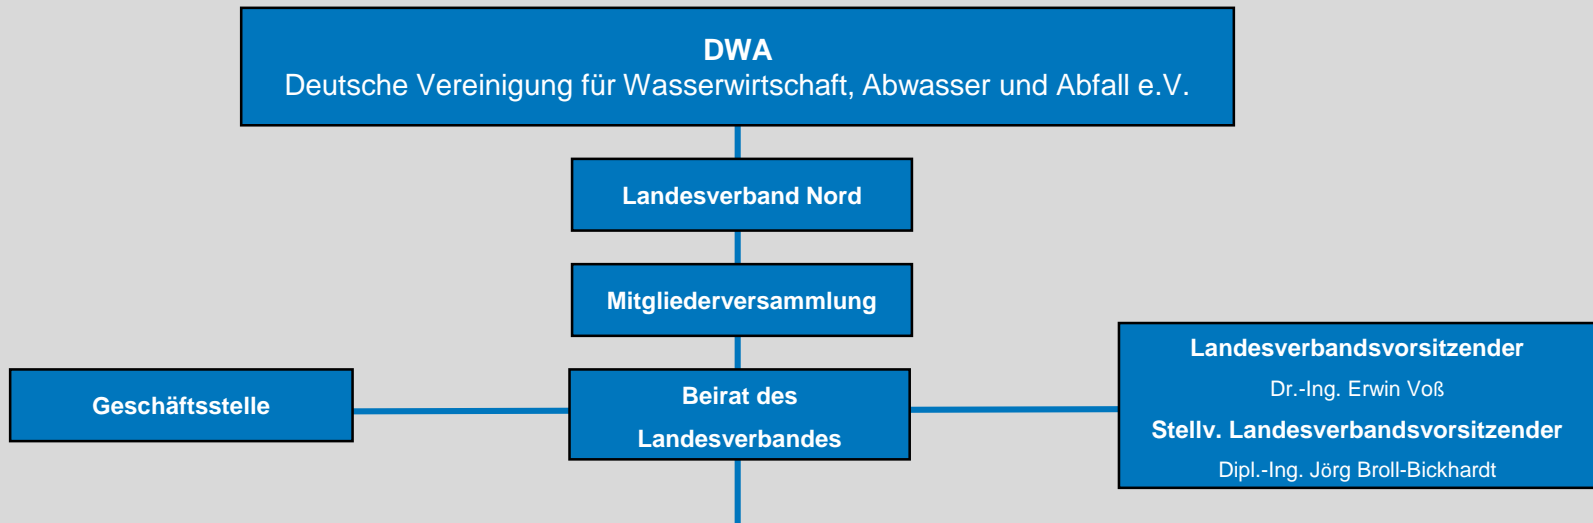 DWA
Deutsche Vereinigung für Wasserwirtschaft, Abwasser und Abfall e.V.
Landesverband Nord
Mitgliederversammlung
Geschäftsstelle
Beirat des
Landesverbandes
Landesverbandsvorsitzender
Dr.-Ing. Erwin Voß
Stellv. Landesverbandsvorsitzender
Dipl.-Ing. Jörg Broll-Bickhardt